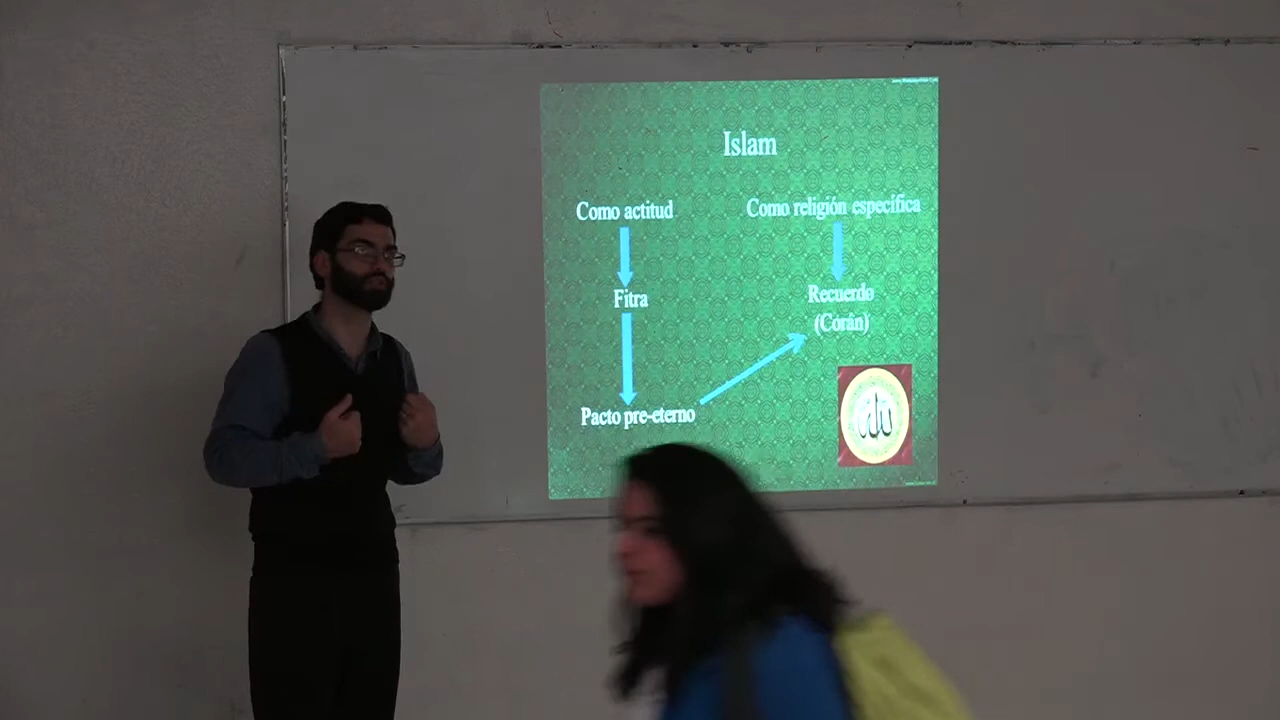 Islam
Como actitud
Como religión específica
Fitra
Recuerdo
(Corán)
Pacto pre-eterno